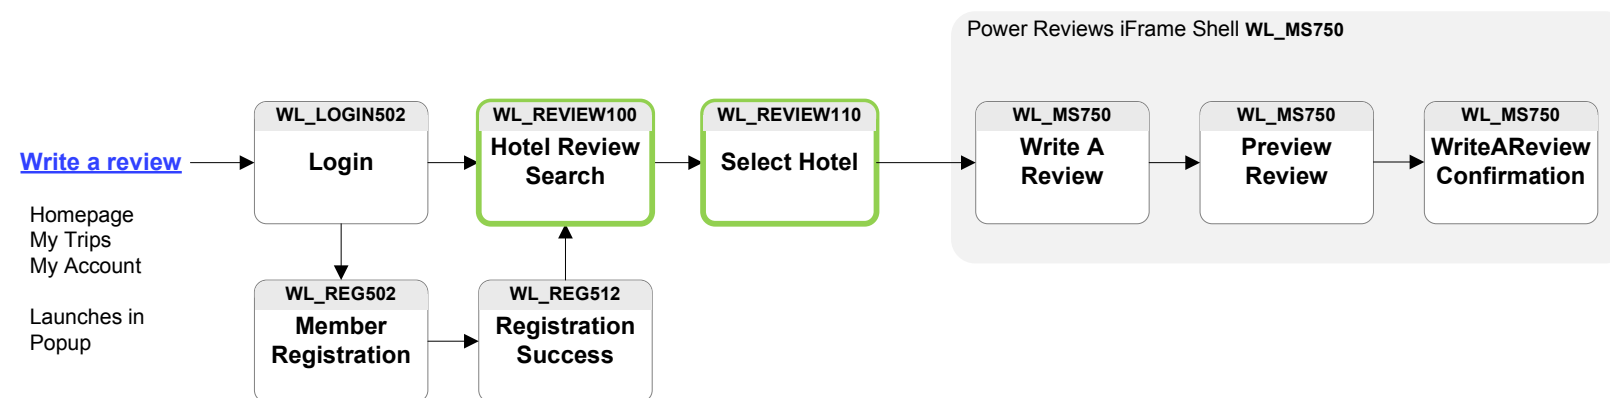 Power Reviews iFrame Shell WL_MS750
WL_LOGIN502
Login
WL_REVIEW100
Hotel Review
Search
WL_REVIEW110
Select Hotel
WL_MS750
Write A
Review
WL_MS750
Preview
Review
WL_MS750
WriteAReview
Confirmation
Write a review
Homepage
My Trips
My Account
Launches in
Popup
WL_REG502
Member
Registration
WL_REG512
Registration
Success